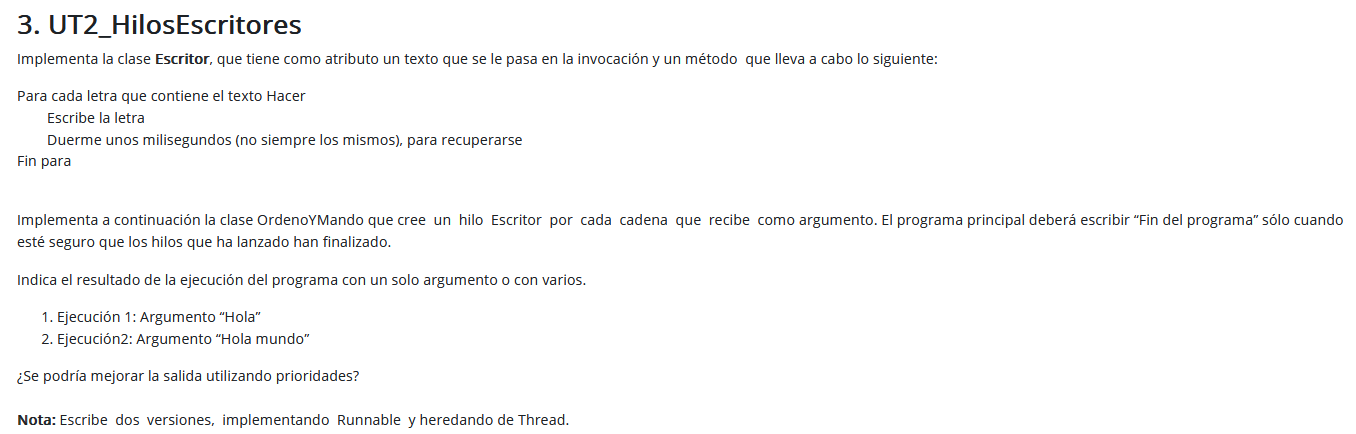 3. UT2_HilosEscritores
Implementa la clase Escritor, que tiene como atributo un texto que se le pasa en la invocación y un método que lleva a cabo lo siguiente:
Para cada letra que contiene el texto Hacer
Escribe la letra
Duerme unos milisegundos (no siempre los mismos), para recuperarse
Fin para
Implementa a continuación la clase OrdenoYMando que cree un hilo Escritor por cada cadena que recibe como argumento. El programa principal deberá escribir “Fin del programa” sólo cuando
esté seguro que los hilos que ha lanzado han finalizado.
Indica el resultado de la ejecución del programa con un solo argumento o con varios.
1. Ejecución 1: Argumento “Hola”
2. Ejecución2: Argumento “Hola mundo”
¿Se podría mejorar la salida utilizando prioridades?
Nota: Escribe dos versiones, implementando Runnable y heredando de Thread.